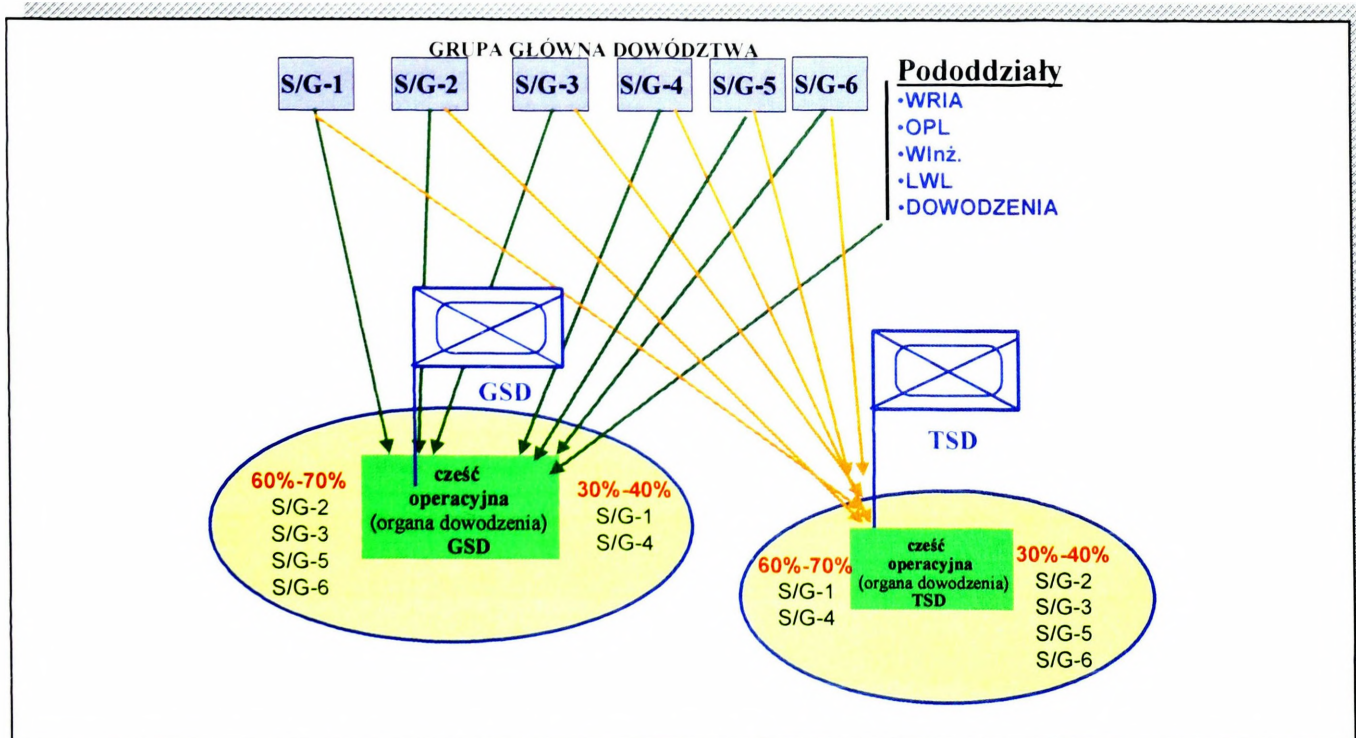 GRUPA GŁÓWNA DOWÓDZTWA
S/G-1 S/G-2 S/G-3 S/G-4 S/G-5 S/G-6
Pododdziały
•WRIA
•OPL
•WInż.
•LWL
•DOWODZENIA
GSD
60%-70%
S/G-2
S/G-3
S/G-5
S/G-6
cześć
operacyjna
(organa dowodzenia)
GSD
30%-40%
S/G-1
S/G-4
TSD
60%-70%
S/G-1
S/G-4
cześć
operacyjna
(organa dowodzenia)
TSD
30%-40%
S/G-2
S/G-3
S/G-5
S/G-6